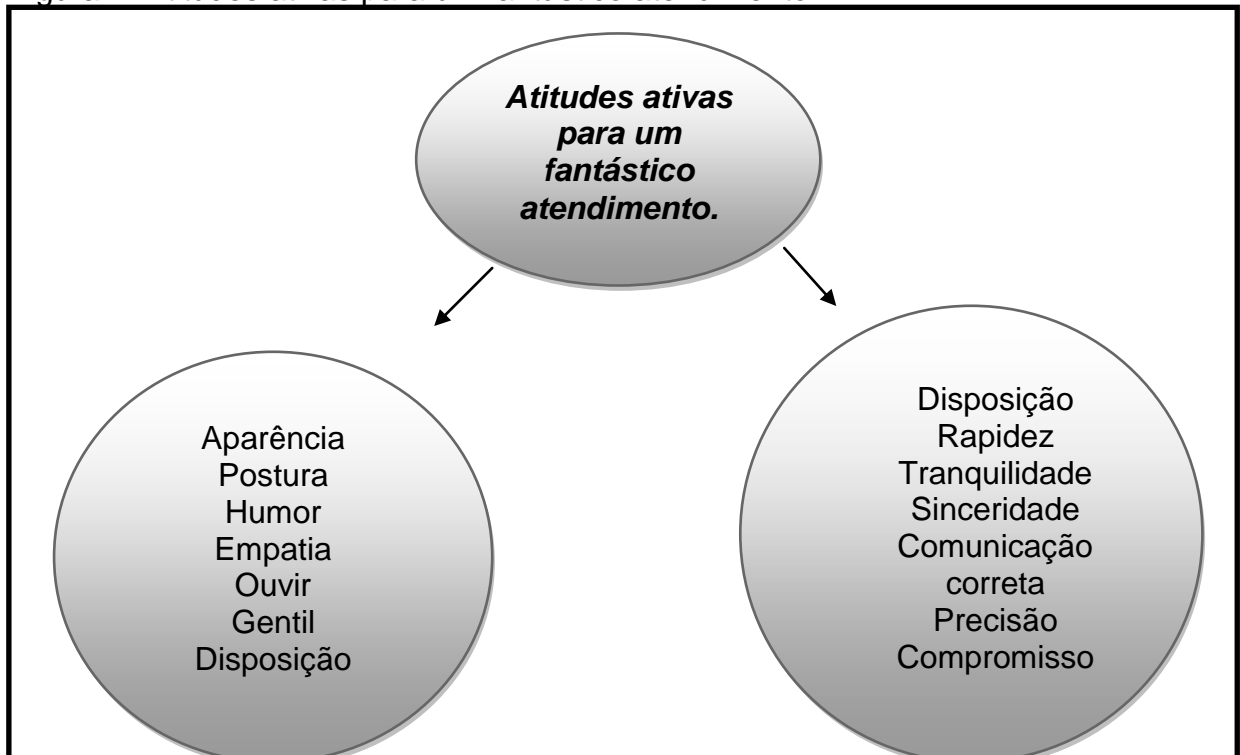 Atitudes ativas
para um
fantástico
atendimento.
Aparência
Postura
Humor
Empatia
Ouvir
Gentil
Disposição
Disposição
Rapidez
Tranquilidade
Sinceridade
Comunicação
correta
Precisão
Compromisso